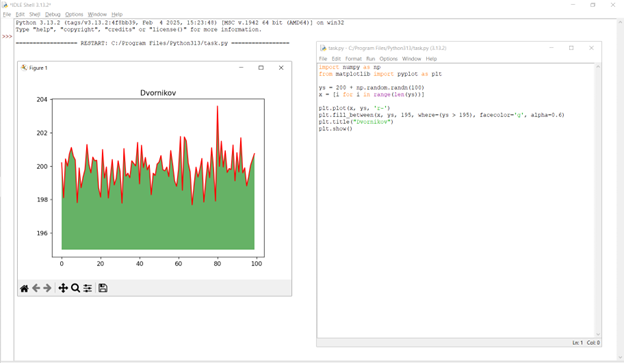 *IDLE Shell 3.13.2*
File Edit Shell Debug Options Window Help
Python 3.13.2 (tags/v3.13.2:4f8bb39, Feb  4 2025, 15:23:48) [MSC v.1942 64 bit (AMD64)] on win32
Type "help", "copyright", "credits" or "license()" for more information.
>>>
================== RESTART: C:/Program Files/Python313/task.py =================
Figure 1
Dvornikov
204
202
200
198
196
0 20 40 60 80 100
task.py - C:/Program Files/Python313/task.py (3.13.2)
File Edit Format Run Options Window Help
import numpy as np
from matplotlib import pyplot as plt
ys = 200 + np.random.randn(100)
x = [i for i in range(len(ys))]
plt.plot(x, ys, 'r-')
plt.fill_between(x, ys, 195, where=(ys > 195), facecolor='g', alpha=0.6)
plt.title("Dvornikov")
plt.show()
Ln: 1 Col: 0